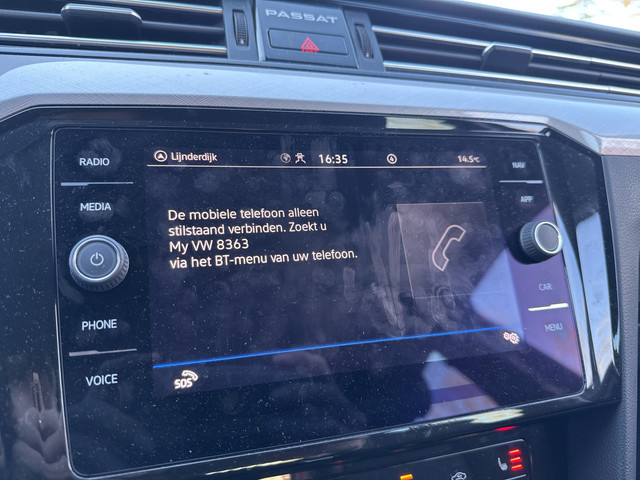 PASSAT
RADIO
MEDIA
PHONE
VOICE
Lijnderdijk
16:35
14.5°C
De mobiele telefoon alleen
stilstaand verbinden. Zoekt u
My VW 8363
via het BT-menu van uw telefoon.
SOS
NAV
APP
CAR
MENU